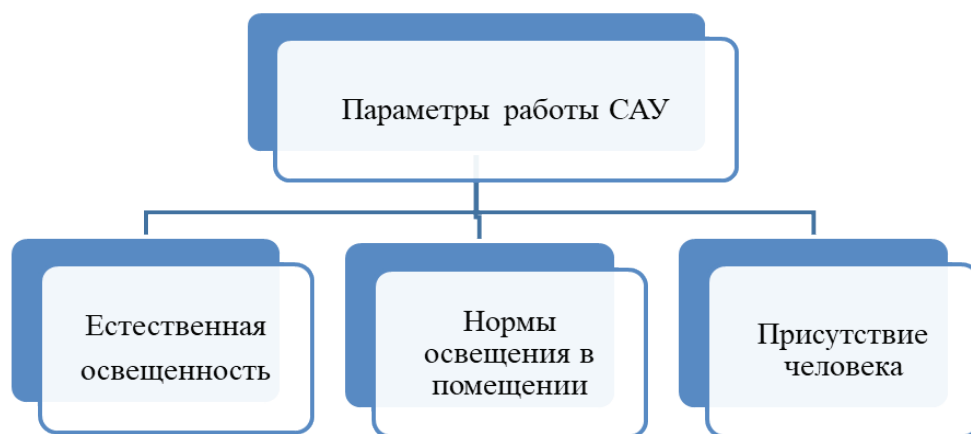 Параметры работы САУ
Естественная
освещенность
Нормы
освещения в
помещении
Присутствие
человека